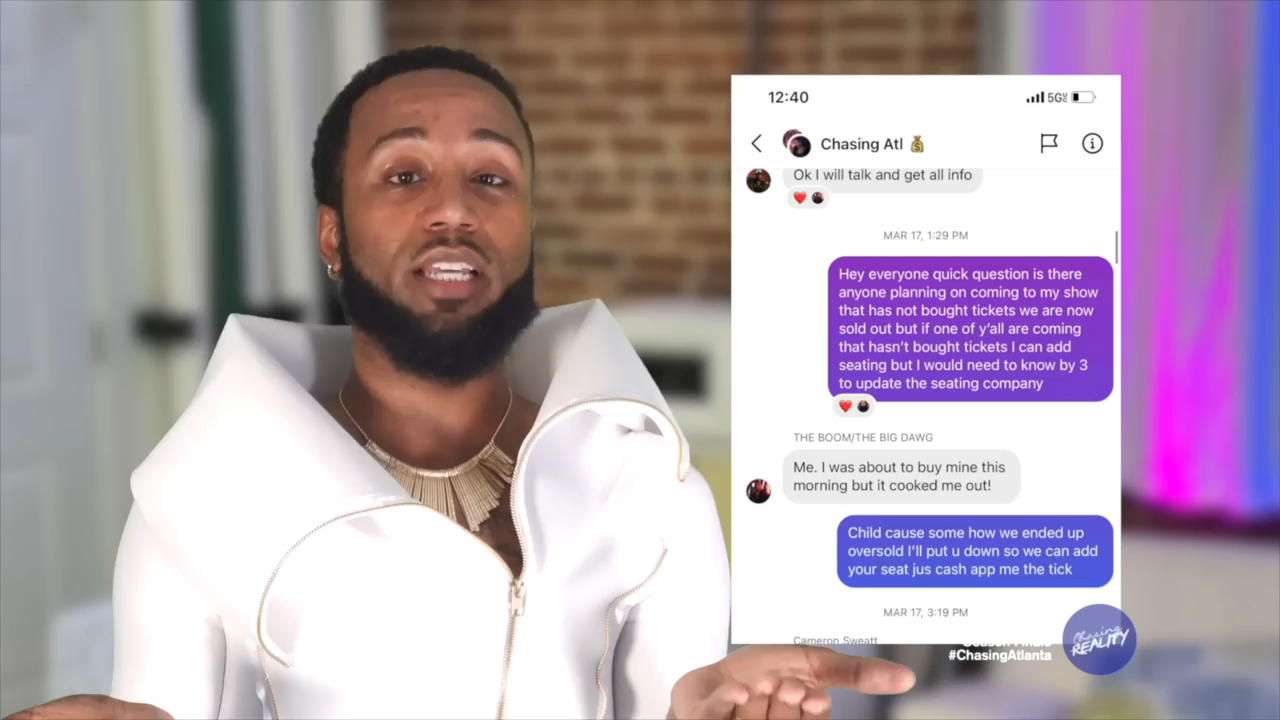 12:40
5G
Chasing Atl 💰
Ok I will talk and get all info
MAR 17, 1:29 PM
Hey everyone quick question is there
anyone planning on coming to my show
that has not bought tickets we are now
sold out but if one of y'all are coming
that hasn't bought tickets I can add
seating but I would need to know by 3
to update the seating company
THE BOOM/THE BIG DAWG
Me. I was about to buy mine this
morning but it cooked me out!
Child cause some how we ended up
oversold I'll put u down so we can add
your seat jus cash app me the tick
MAR 17, 3:19 PM
Cameron Sweatt
#ChasingAtlanta
Chasing
REALITY